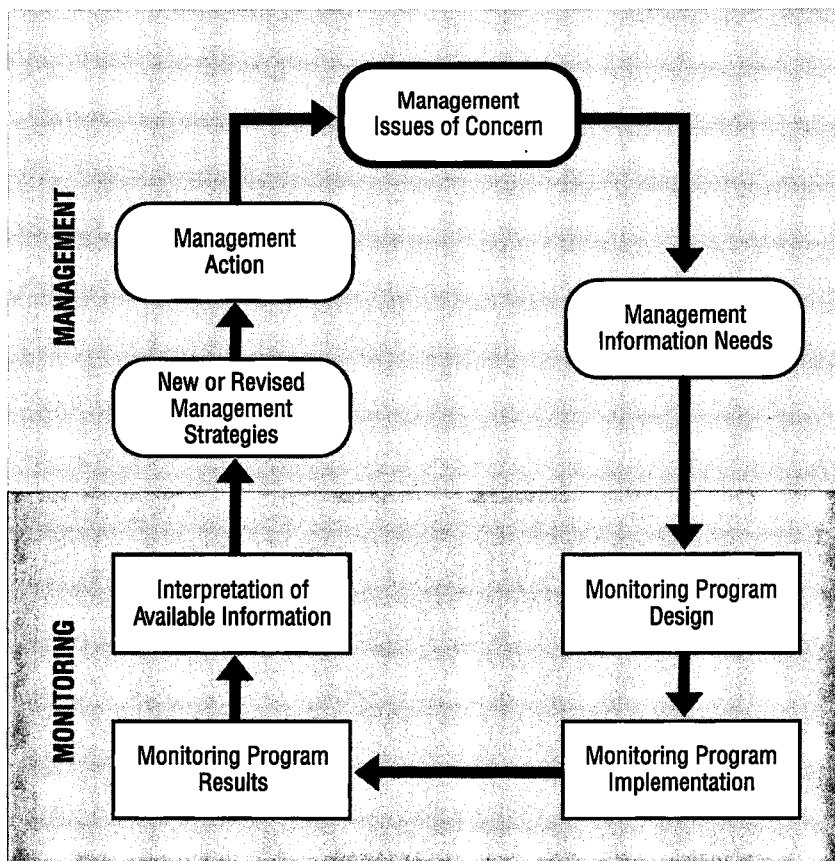 Management
Issues of Concern
Management
Information Needs
Monitoring Program
Design
Monitoring Program
Implementation
Monitoring Program
Results
Interpretation of
Available Information
New or Revised
Management
Strategies
Management
Action
MANAGEMENT
MONITORING